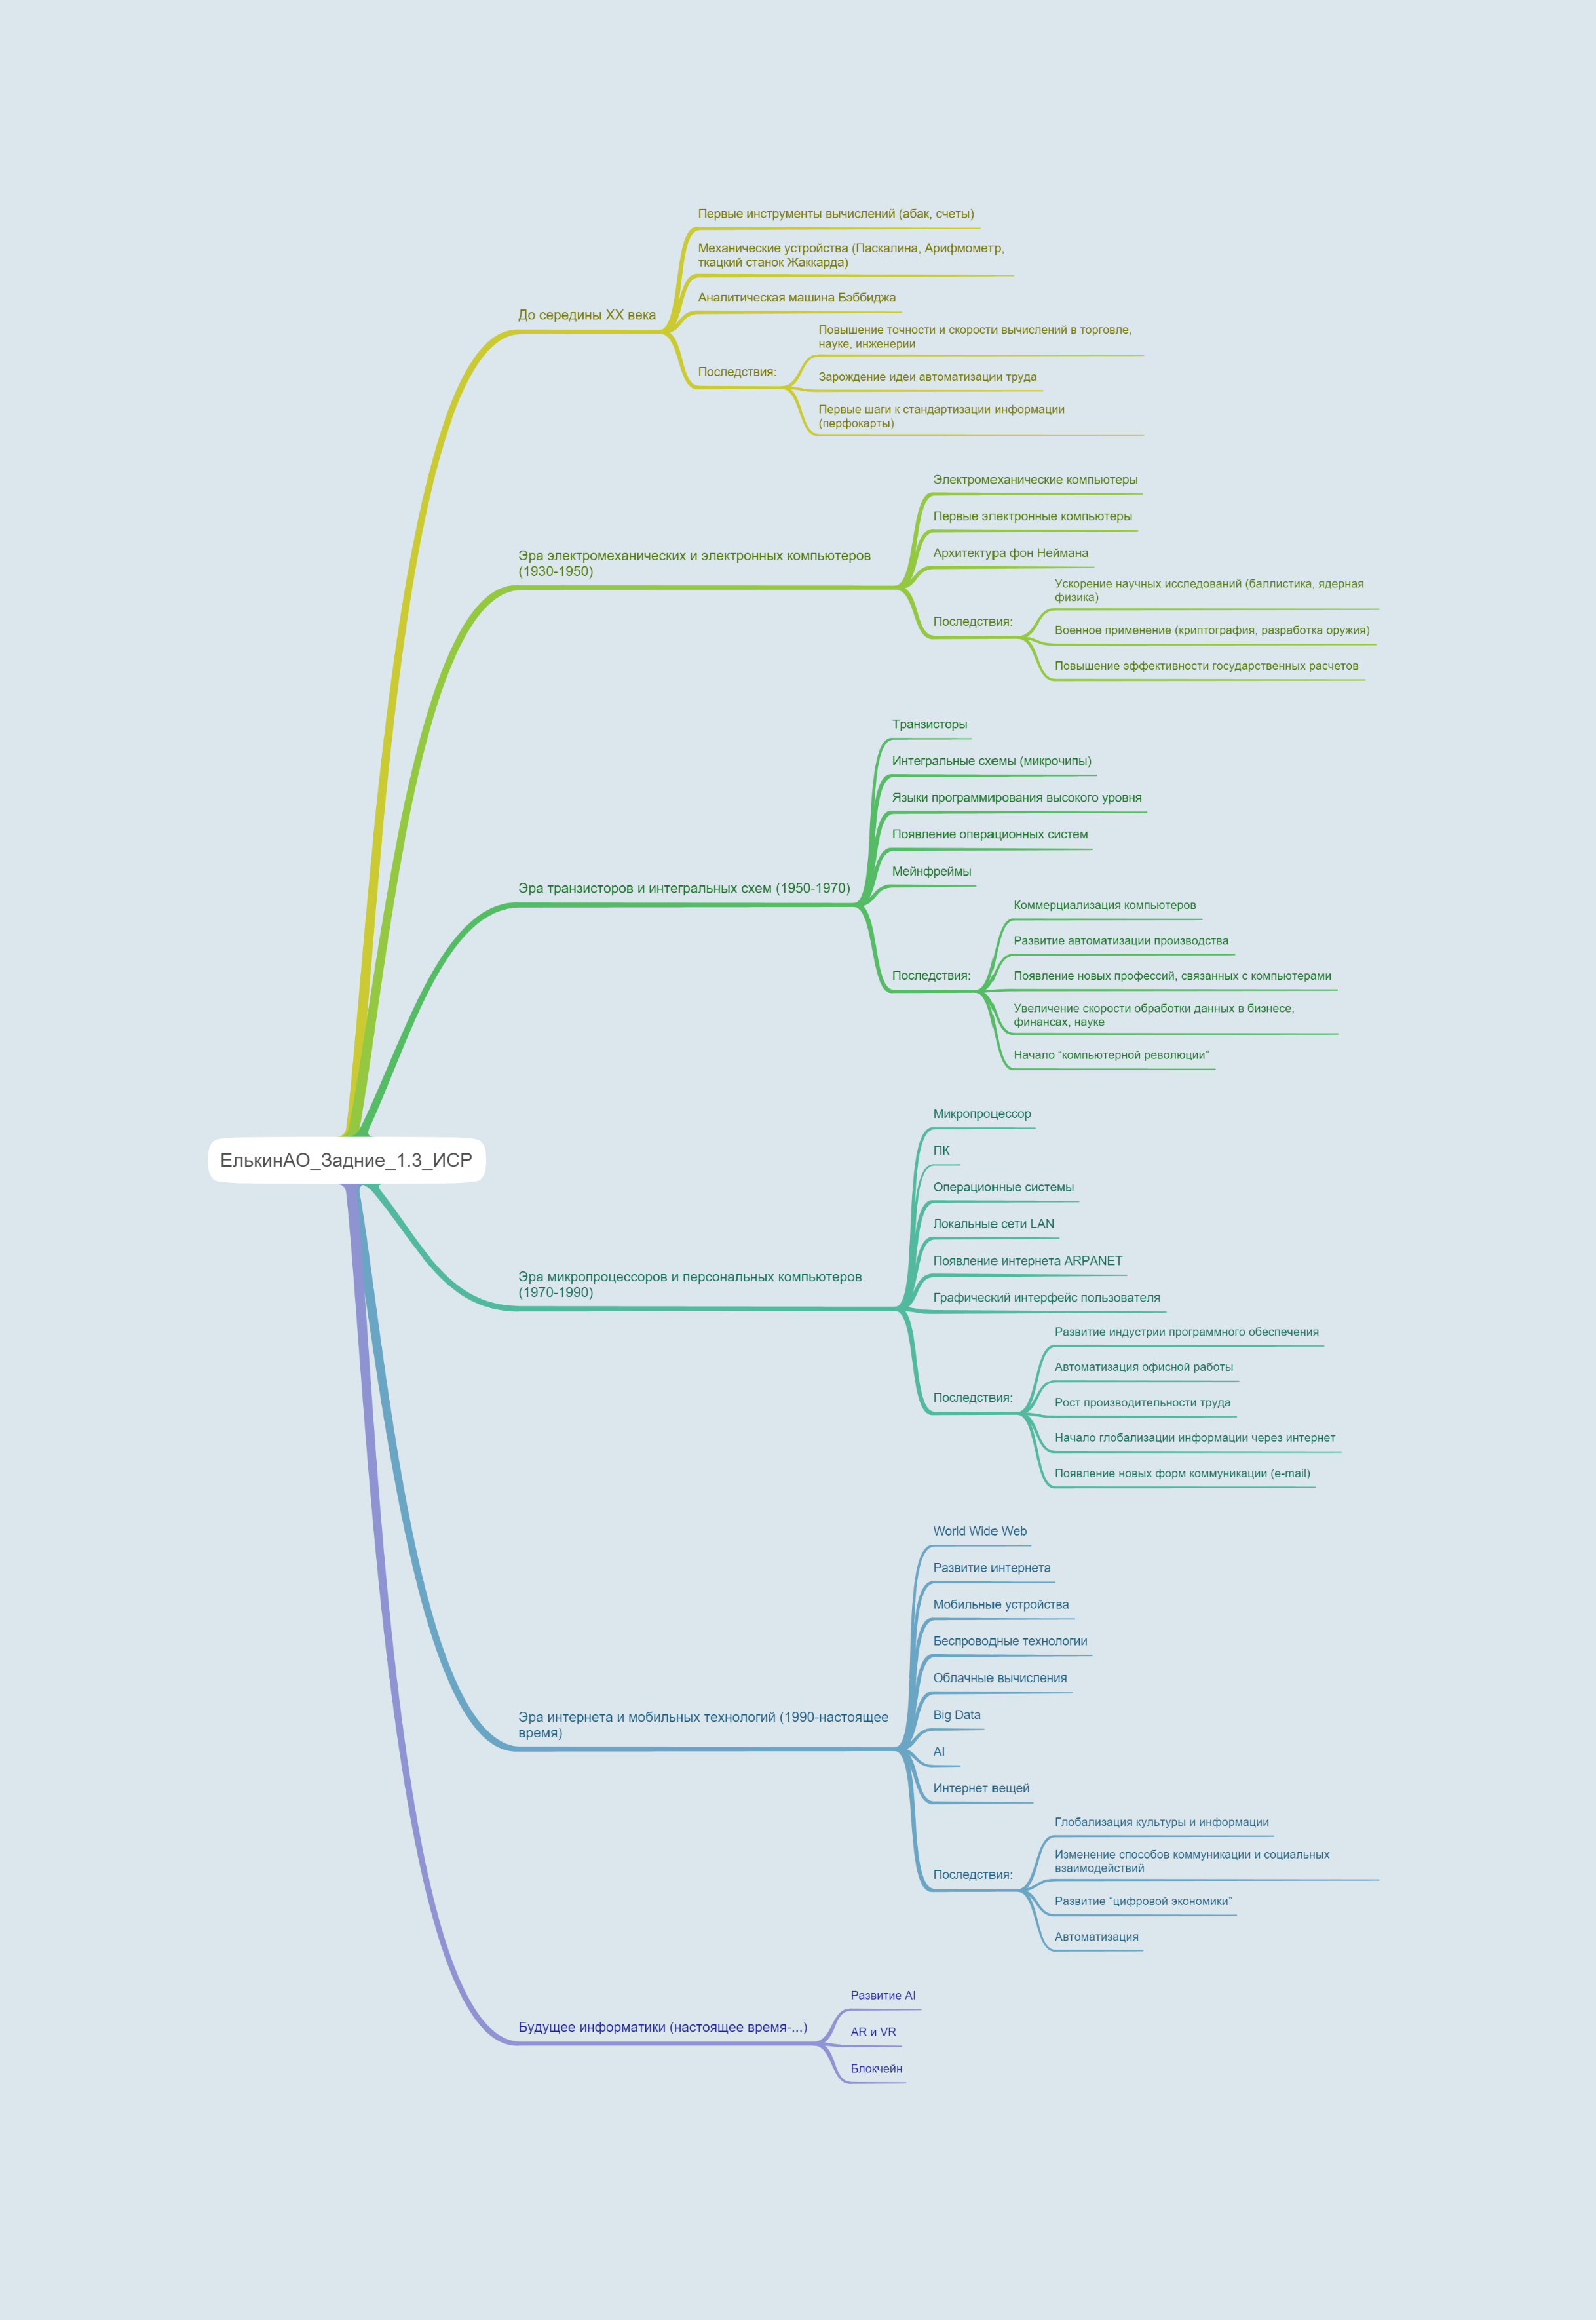 Первые инструменты вычислений (абак, счеты)
Механические устройства (Паскалина, Арифмометр,
ткацкий станок Жаккарда)
Аналитическая машина Бэббиджа
До середины XX века
Последствия:
Повышение точности и скорости вычислений в торговле,
науке, инженерии
Зарождение идеи автоматизации труда
Первые шаги к стандартизации информации
(перфокарты)
Электромеханические компьютеры
Первые электронные компьютеры
Архитектура фон Неймана
Эра электромеханических и электронных компьютеров
(1930-1950)
Последствия:
Ускорение научных исследований (баллистика, ядерная
физика)
Военное применение (криптография, разработка оружия)
Повышение эффективности государственных расчетов
Транзисторы
Интегральные схемы (микрочипы)
Языки программирования высокого уровня
Появление операционных систем
Мейнфреймы
Эра транзисторов и интегральных схем (1950-1970)
Последствия:
Коммерциализация компьютеров
Развитие автоматизации производства
Появление новых профессий, связанных с компьютерами
Увеличение скорости обработки данных в бизнесе,
финансах, науке
Начало “компьютерной революции”
ЕлькинАО_Задние_1.3_ИСР
Микропроцессор
ПК
Операционные системы
Локальные сети LAN
Появление интернета ARPANET
Графический интерфейс пользователя
Эра микропроцессоров и персональных компьютеров
(1970-1990)
Последствия:
Развитие индустрии программного обеспечения
Автоматизация офисной работы
Рост производительности труда
Начало глобализации информации через интернет
Появление новых форм коммуникации (e-mail)
World Wide Web
Развитие интернета
Мобильные устройства
Беспроводные технологии
Облачные вычисления
Big Data
AI
Интернет вещей
Эра интернета и мобильных технологий (1990-настоящее
время)
Последствия:
Глобализация культуры и информации
Изменение способов коммуникации и социальных
взаимодействий
Развитие “цифровой экономики”
Автоматизация
Будущее информатики (настоящее время-...)
Развитие AI
AR и VR
Блокчейн